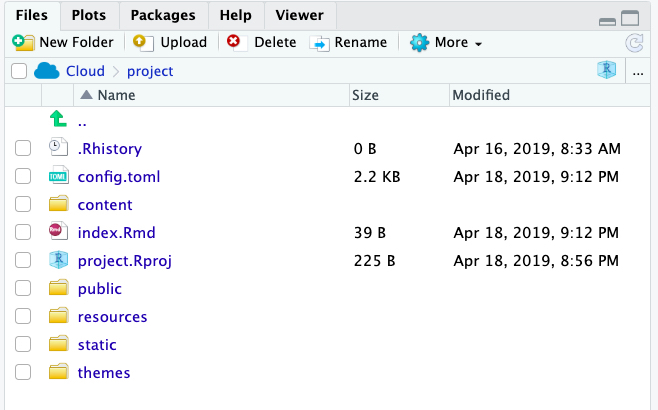 Files Plots Packages Help Viewer
New Folder Upload Delete Rename More
Cloud project ...
Name Size Modified
..
.Rhistory 0 B Apr 16, 2019, 8:33 AM
TOML config.toml 2.2 KB Apr 18, 2019, 9:12 PM
content
Rmd index.Rmd 39 B Apr 18, 2019, 9:12 PM
R project.Rproj 225 B Apr 18, 2019, 8:56 PM
public
resources
static
themes